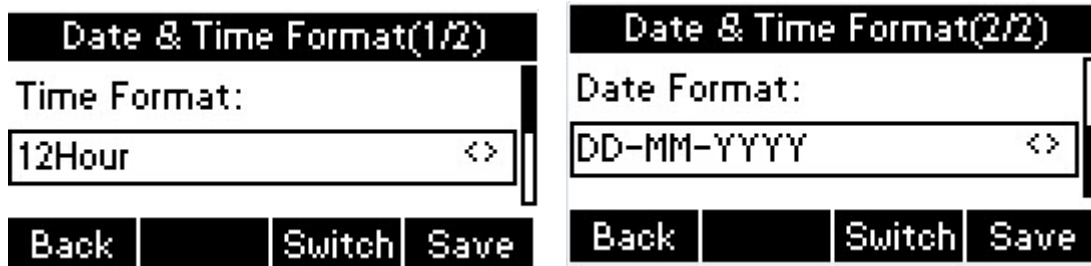 Date & Time Format(1/2)
Time Format:
12Hour <>
Back Switch Save
Date & Time Format(2/2)
Date Format:
DD-MM-YYYY <>
Back Switch Save